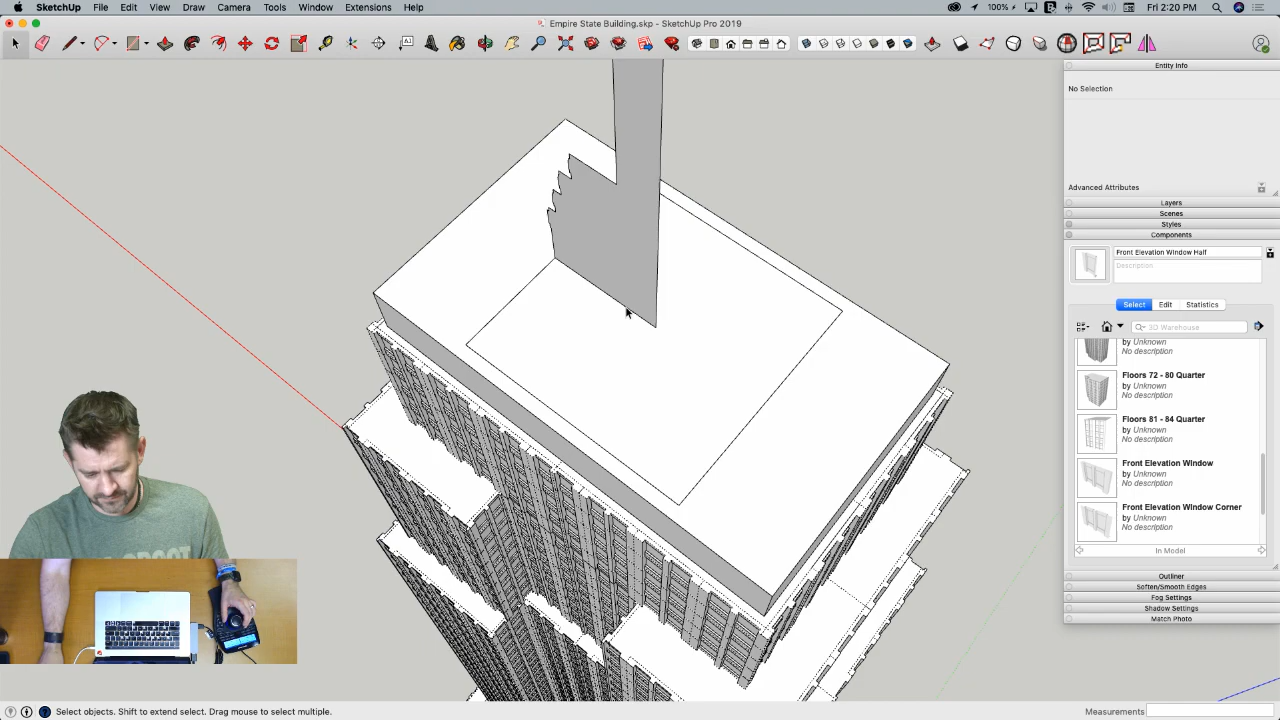 SketchUp File Edit View Draw Camera Tools Window Extensions Help
100% Fri 2:20 PM
Empire State Building.skp - SketchUp Pro 2019
Entity Info
No Selection
Advanced Attributes
Layers
Scenes
Styles
Components
Front Elevation Window Half
Description
Select Edit Statistics
3D Warehouse
by Unknown
No description
Floors 72 - 80 Quarter
by Unknown
No description
Floors 81 - 84 Quarter
by Unknown
No description
Front Elevation Window
by Unknown
No description
Front Elevation Window Corner
by Unknown
No description
In Model
Outliner
Soften/Smooth Edges
Fog Settings
Shadow Settings
Match Photo
Select objects. Shift to extend select. Drag mouse to select multiple.
Measurements